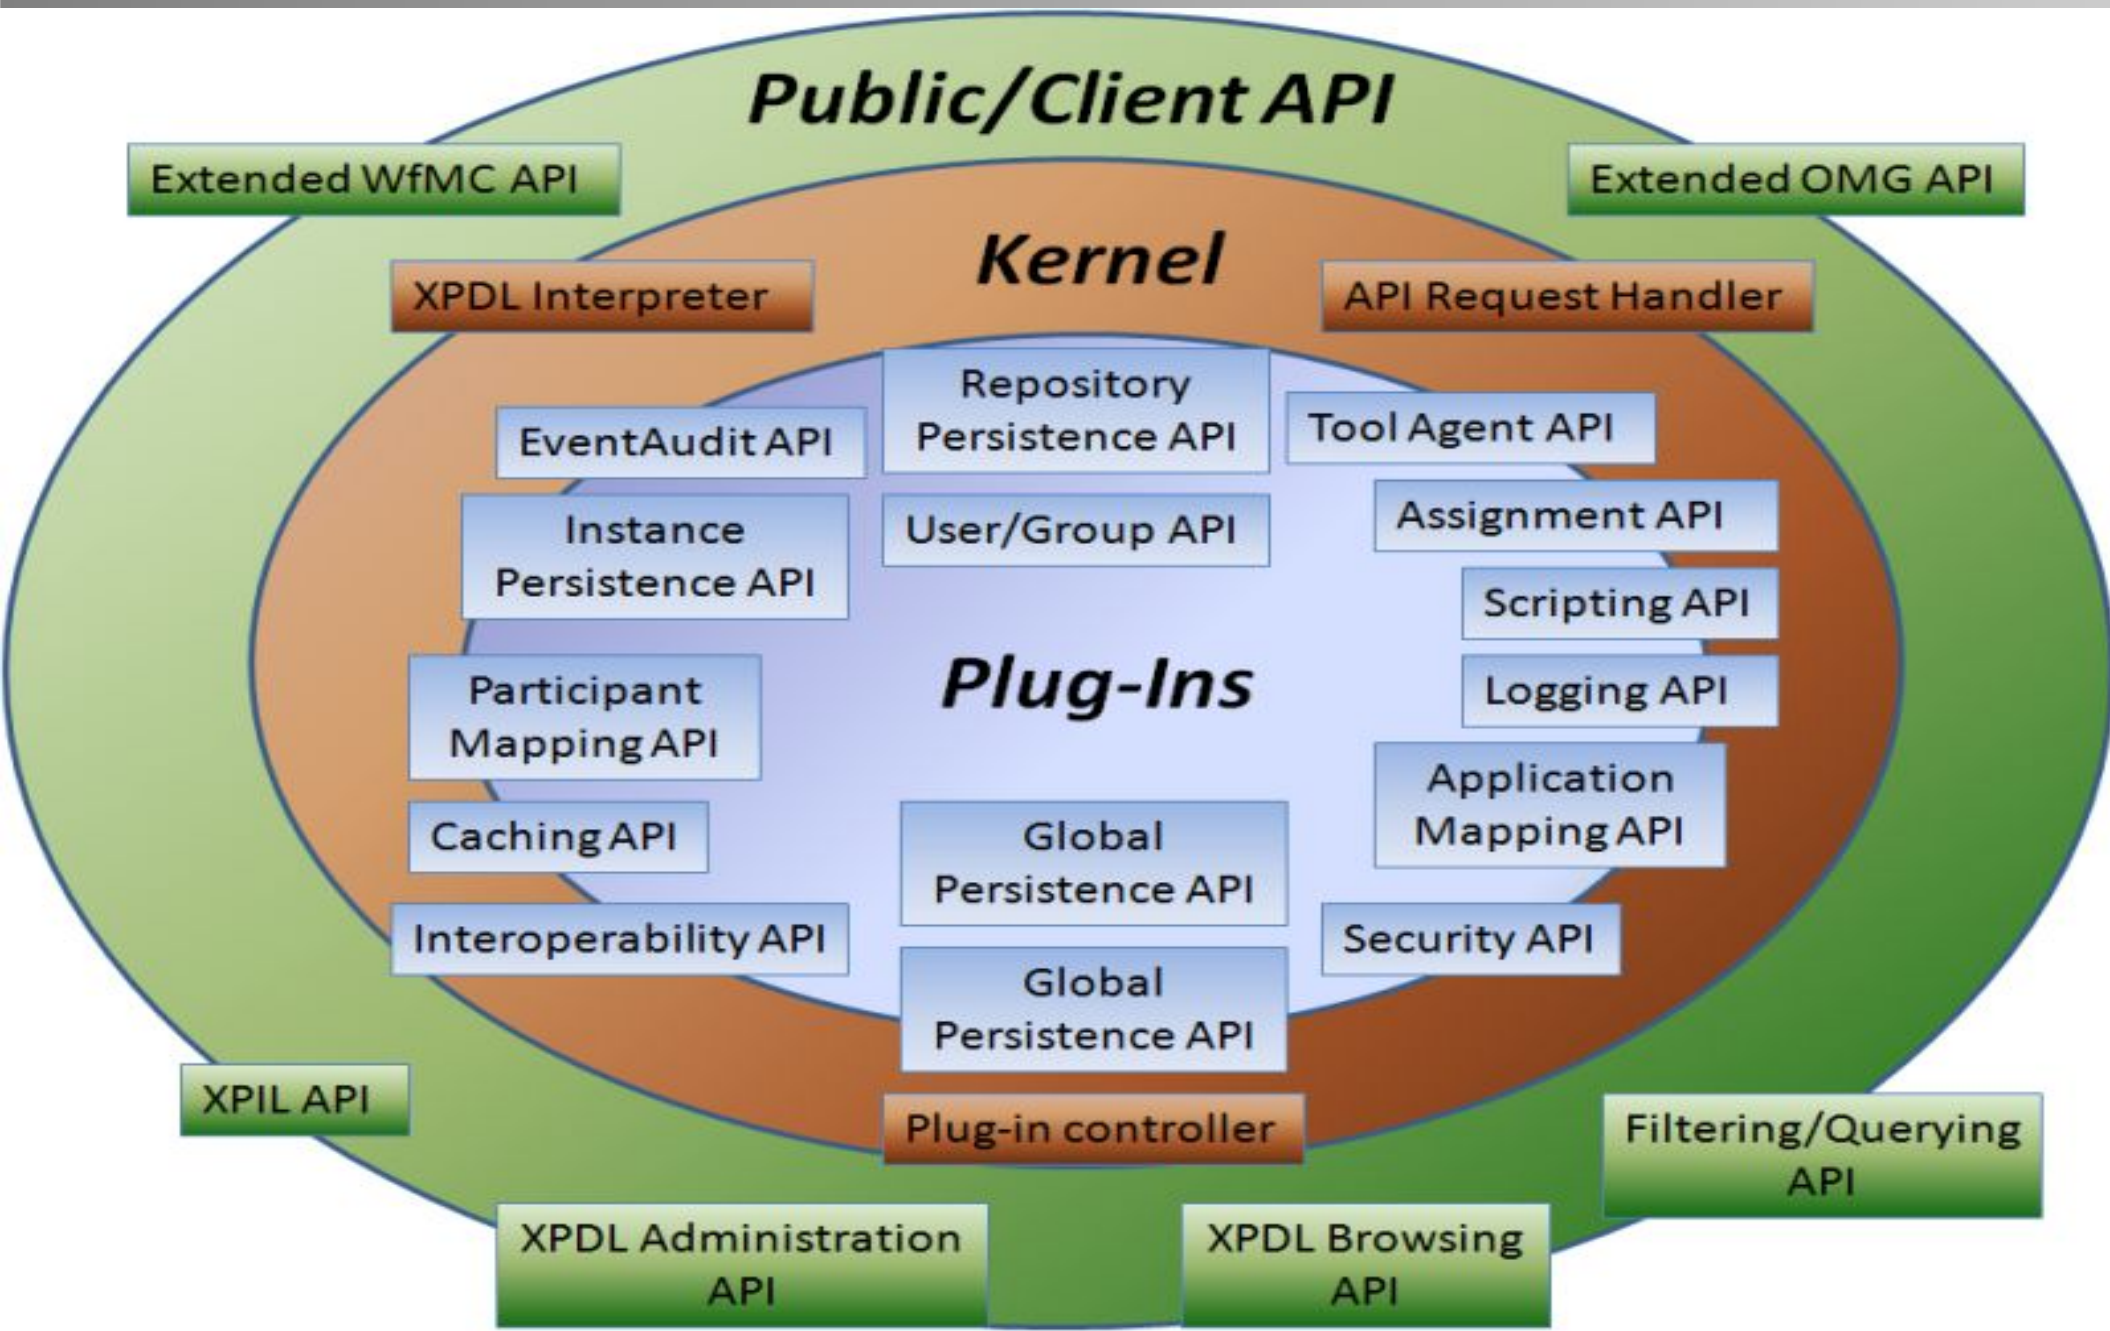 Public/Client API
Extended WfMC API
Extended OMG API
Kernel
XPDL Interpreter
API Request Handler
Repository
Persistence API
EventAudit API
Tool Agent API
Instance
Persistence API
User/Group API
Assignment API
Scripting API
Plug-Ins
Participant
Mapping API
Logging API
Application
Mapping API
Caching API
Global
Persistence API
Interoperability API
Security API
Global
Persistence API
XPIL API
Plug-in controller
Filtering/Querying
API
XPDL Administration
API
XPDL Browsing
API